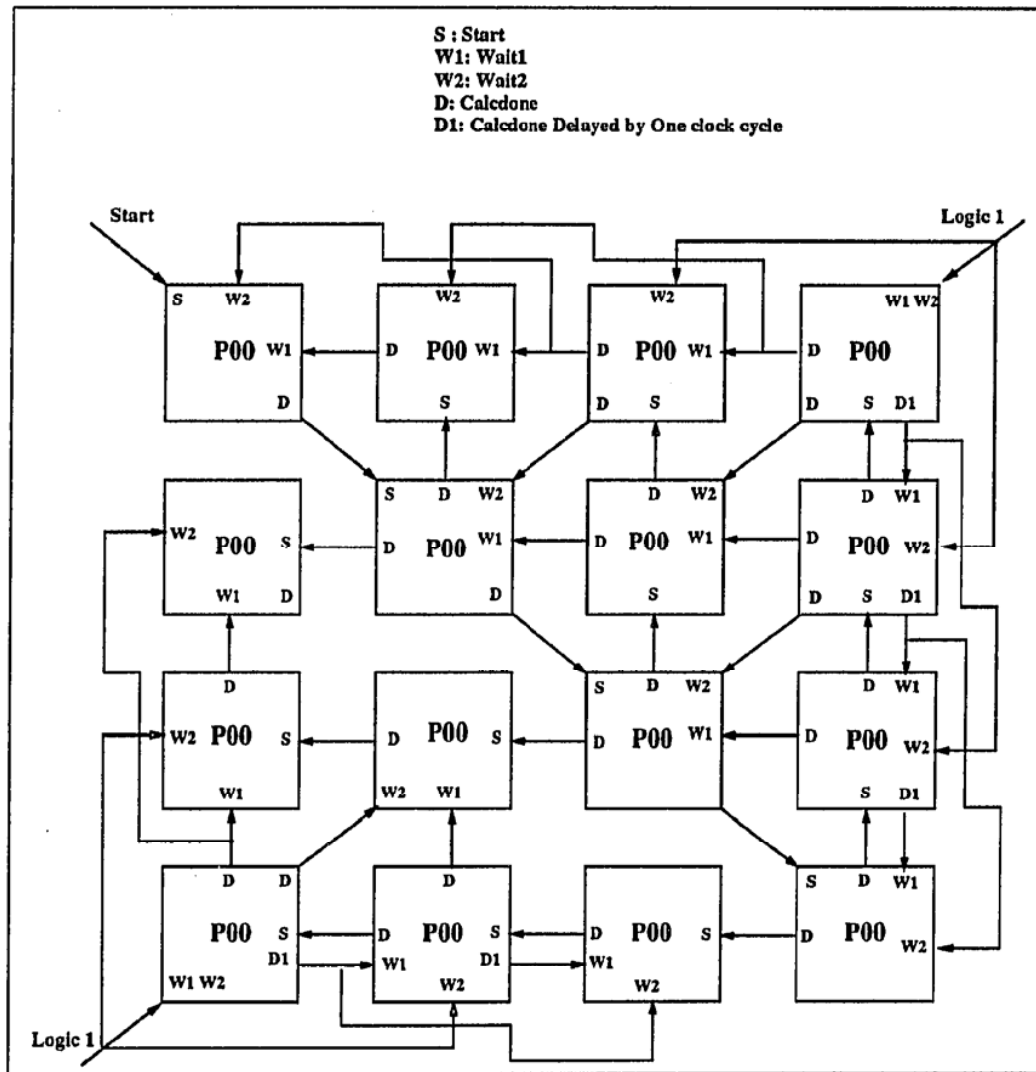 S : Start
W1: Wait1
W2: Wait2
D: Calcdone
D1: Calcdone Delayed by One clock cycle
Start
Logic 1
S W2
W2
W2
W1 W2
P00 W1
D P00 W1
D P00 W1
D P00
D
S
D S
D S D1
S D W2
D W2
D W1
W2 P00 S
D P00 W1
D P00 W1
D P00 W2
W1 D
D
S
D S D1
D
S D W2
D W1
W2 P00 S
D P00 S
D P00 W1
D P00 W2
W1
W2 W1
S D1
D D
D
S D W1
P00 S
D P00 S
D P00 S
D P00 W2
D1
W1 D1
W1
W1 W2
W2
W2
Logic 1